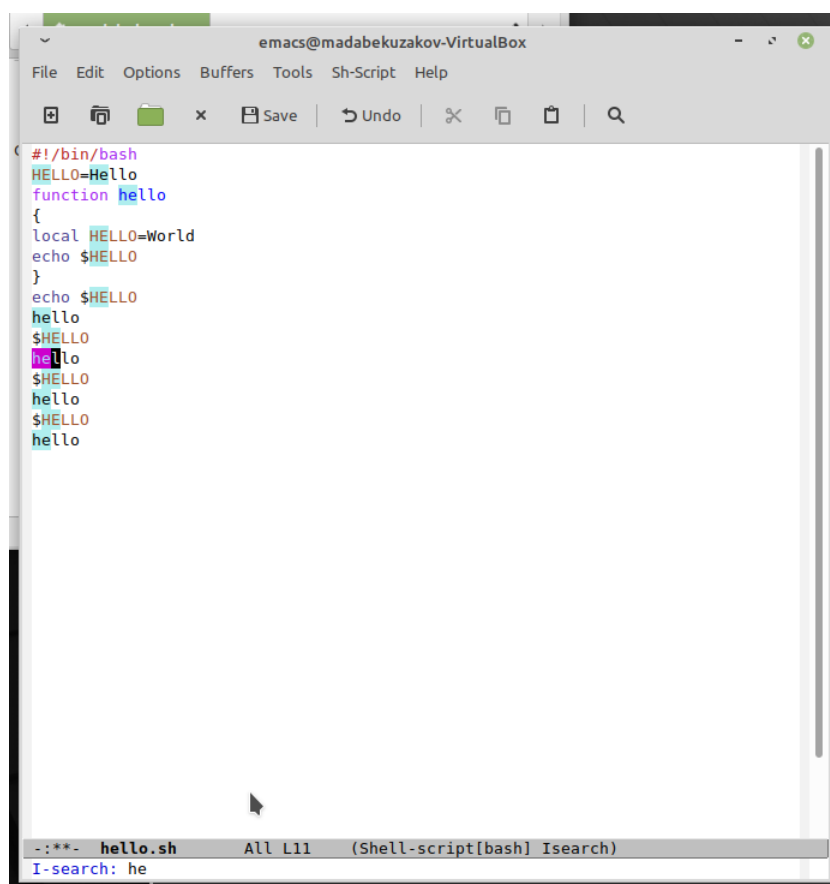 emacs@madabekuzakov-VirtualBox
File Edit Options Buffers Tools Sh-Script Help
Save Undo
#!/bin/bash
HELLO=Hello
function hello
{
local HELLO=World
echo $HELLO
}
echo $HELLO
hello
$HELLO
hello
$HELLO
hello
$HELLO
hello
-:**- hello.sh All L11 (Shell-script[bash] Isearch)
I-search: he